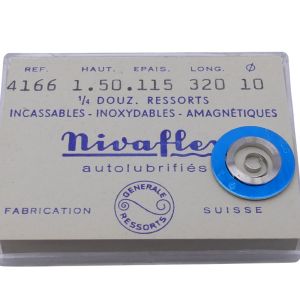 REF. HAUT. EPAIS. LONG. Ø
4166 1.50.115 320 10
1/4 DOUZ. RESSORTS
INCASSABLES - INOXYDABLES - AMAGNÉTIQUES
Nivaflex
autolubrifiés
GENERALE
RESSORTS
FABRICATION SUISSE